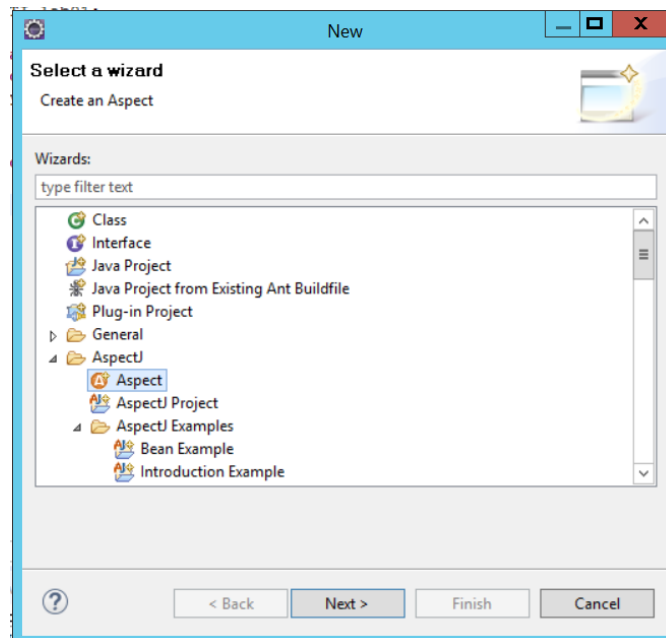 New
Select a wizard
Create an Aspect
Wizards:
type filter text
Class
Interface
Java Project
Java Project from Existing Ant Buildfile
Plug-in Project
General
AspectJ
Aspect
AspectJ Project
AspectJ Examples
Bean Example
Introduction Example
< Back Next > Finish Cancel